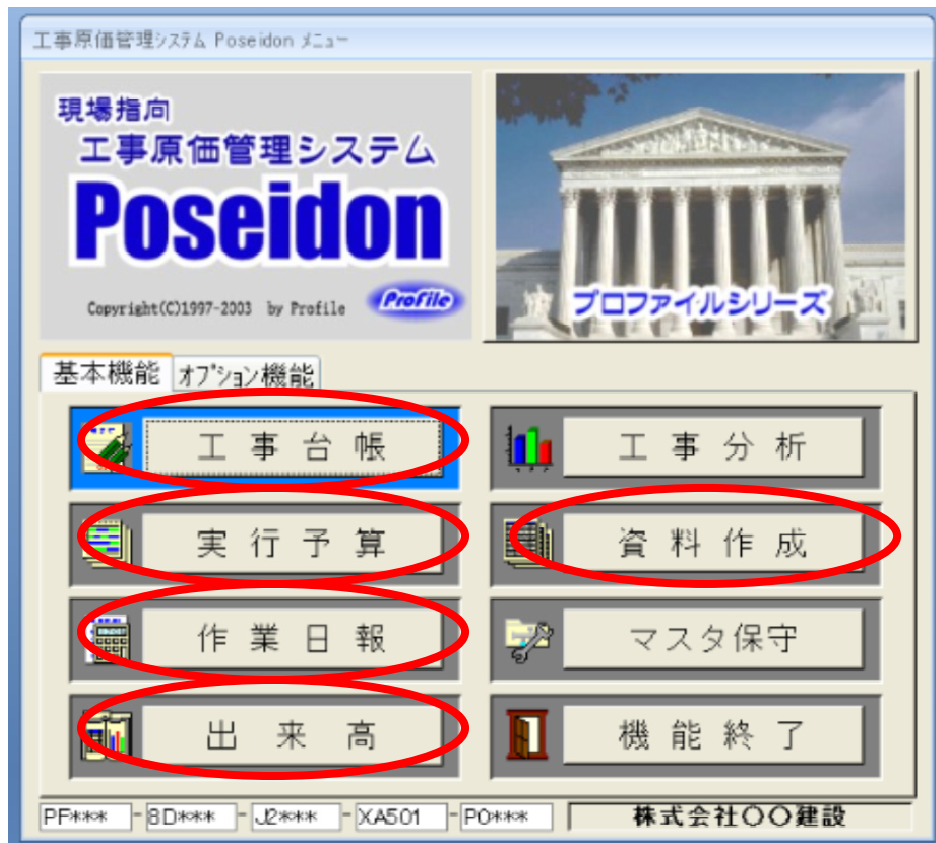 工事原価管理システム Poseidon メニュー
現場指向
工事原価管理システム
Poseidon
Copyright(C)1997-2003 by Profile
Profile
プロファイルシリーズ
基本機能 オプション機能
工事台帳
工事分析
実行予算
資料作成
作業日報
マスタ保守
出来高
機能終了
PF*** - 8D*** - J2*** - XA501 - P0*** 株式会社〇〇建設